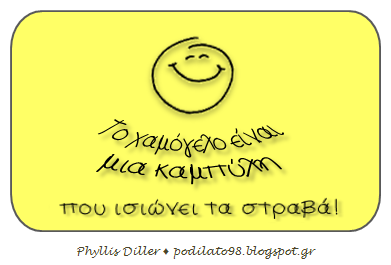 Το χαμόγελο είναι
μια καμπύλη
που ισιώνει τα στραβά!
Phyllis Diller ♦ podilato98.blogspot.gr